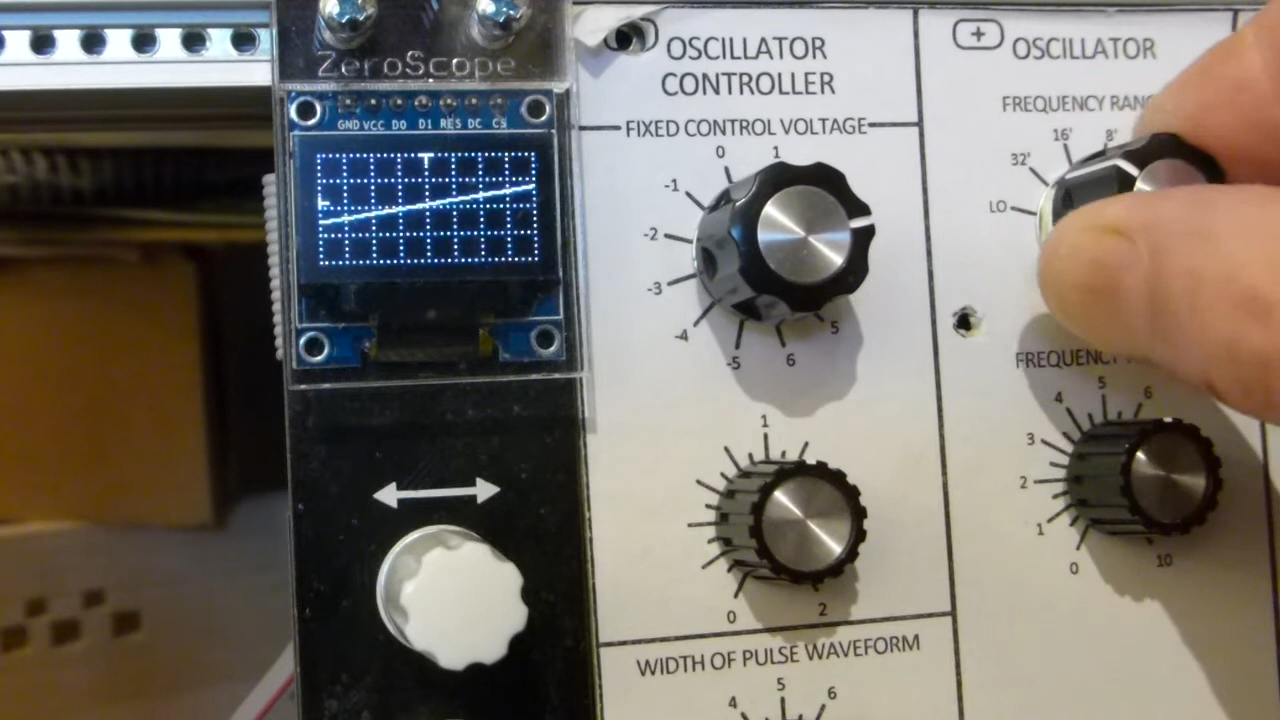 ZeroScope
GND VCC D0 D1 RES DC CS
OSCILLATOR
CONTROLLER
FIXED CONTROL VOLTAGE
0 1
-1
-2
-3
-4
-5 6 5
1
0 2
WIDTH OF PULSE WAVEFORM
4 5 6
+ OSCILLATOR
FREQUENCY
16' 8'
32'
LO
FREQUENCY
4 5 6
3
2
1
0 10